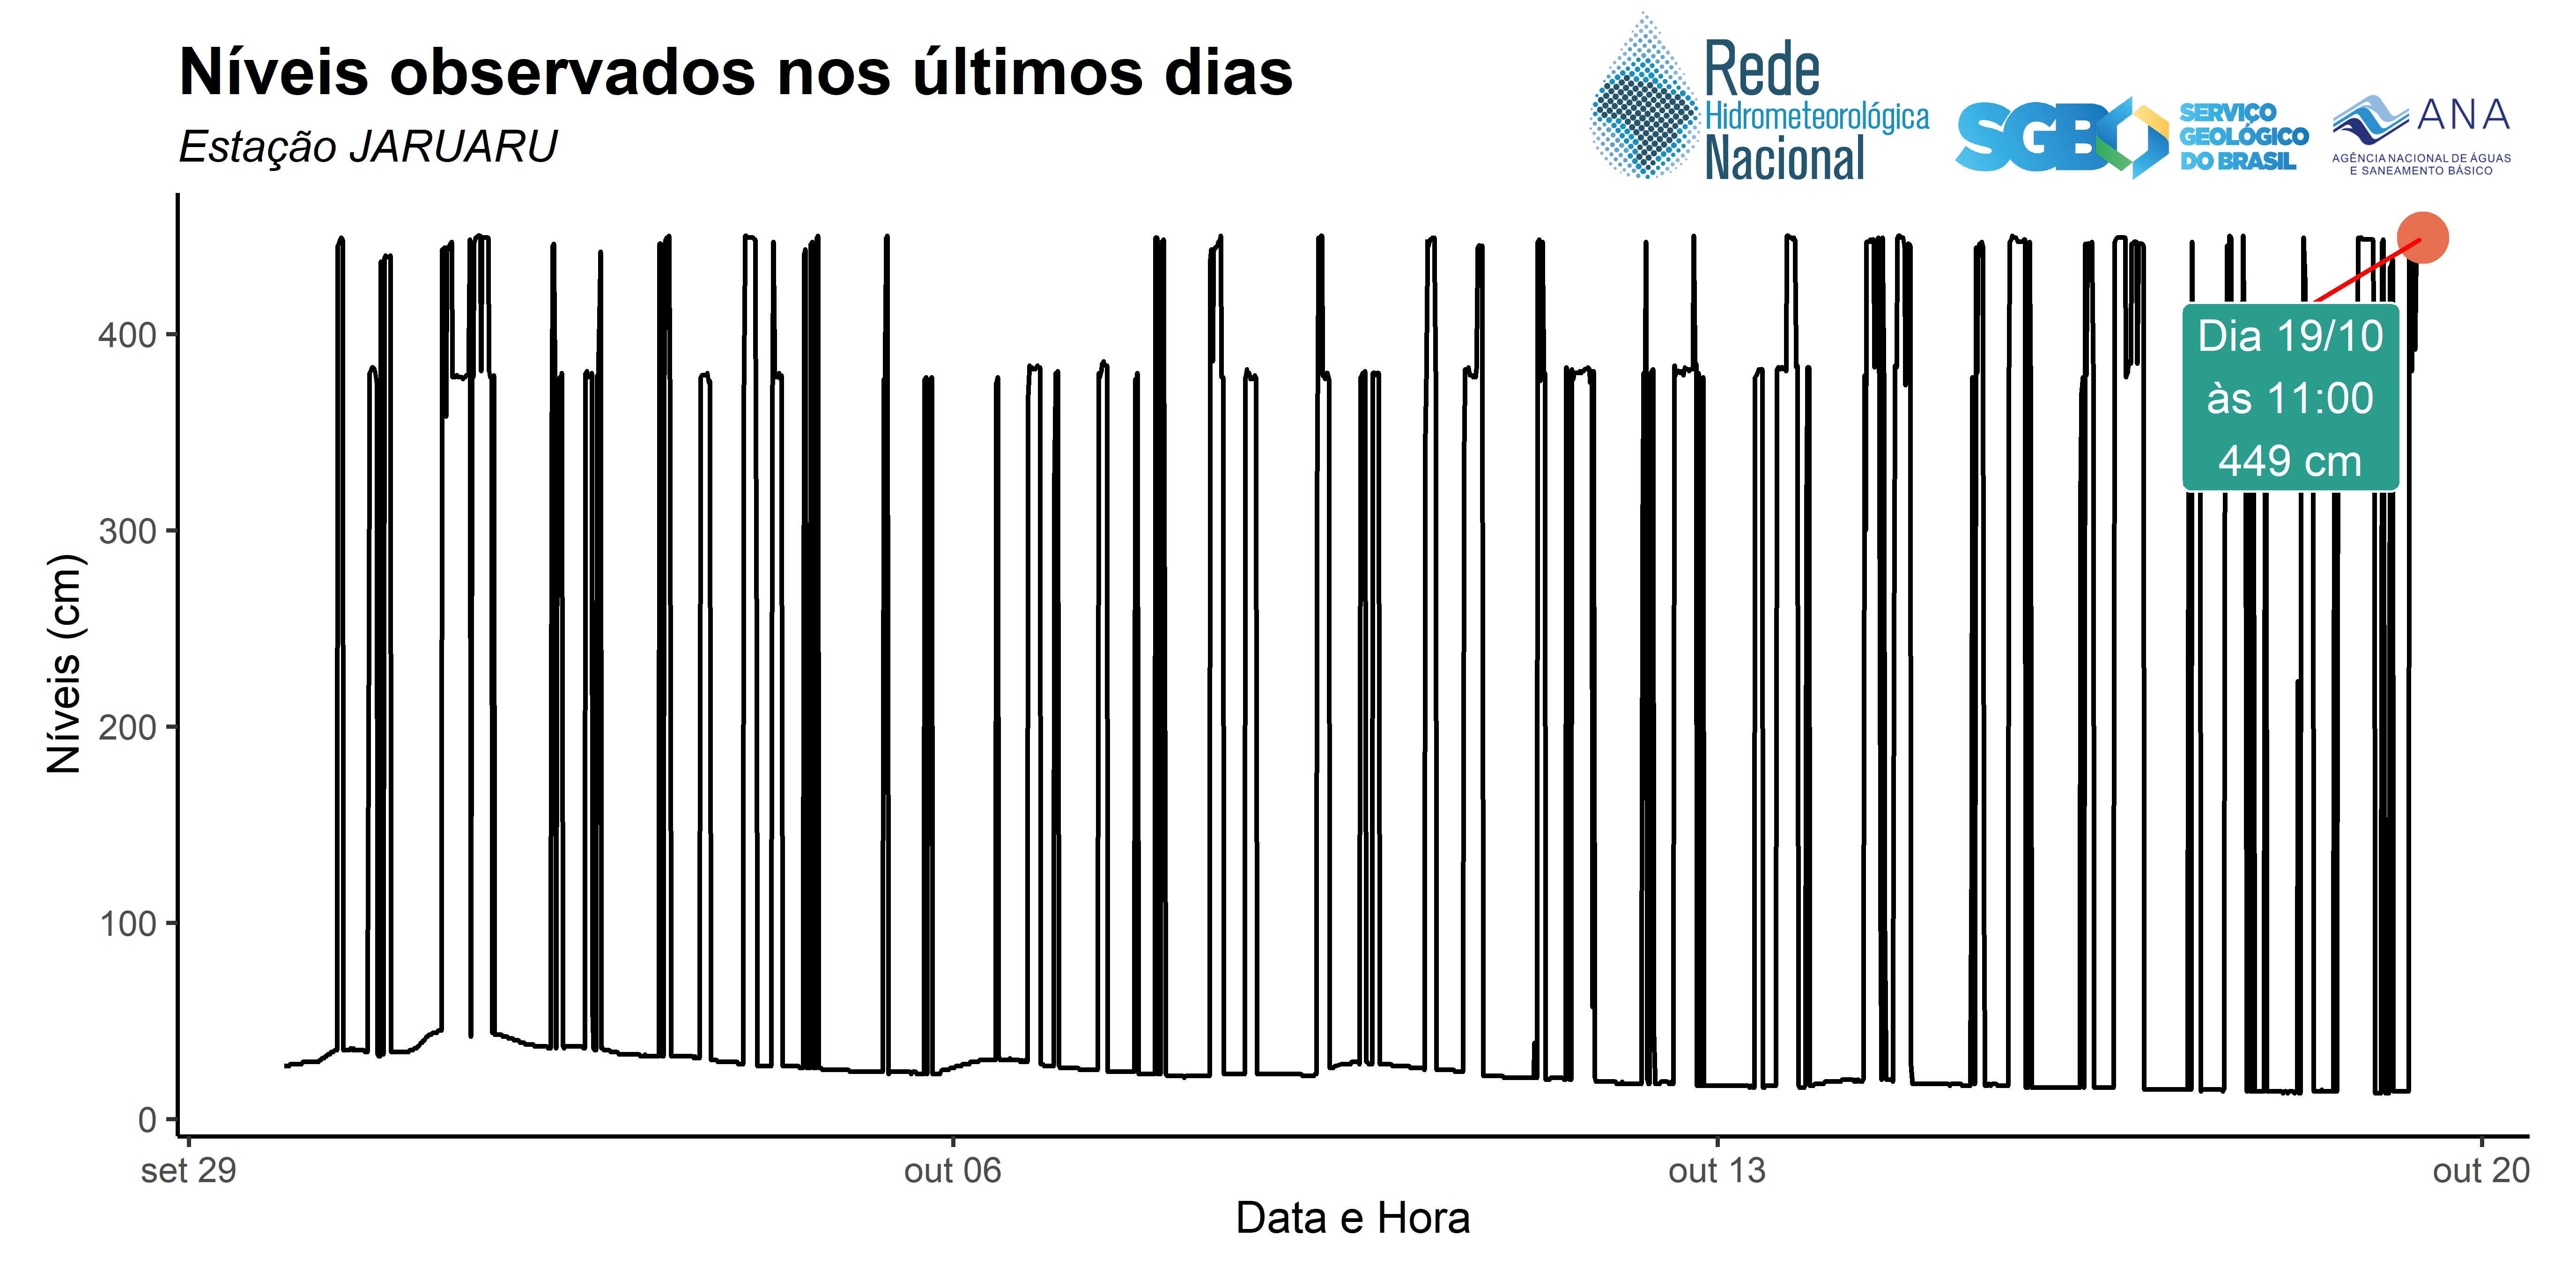 Níveis observados nos últimos dias
Estação JARUARU
Rede
Hidrometeorológica
Nacional
SGB
SERVIÇO
GEOLÓGICO
DO BRASIL
ANA
AGÊNCIA NACIONAL DE ÁGUAS
E SANEAMENTO BÁSICO
Níveis (cm)
400
300
200
100
0
Dia 19/10
às 11:00
449 cm
set 29
out 06
out 13
out 20
Data e Hora